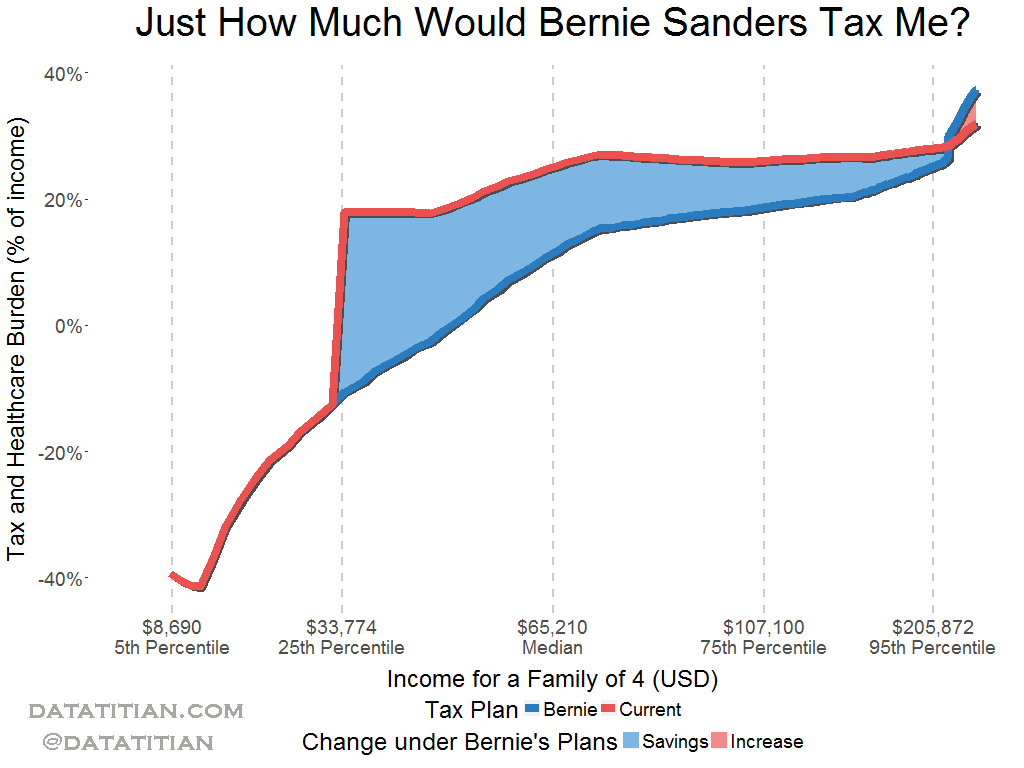 Just How Much Would Bernie Sanders Tax Me?
Tax and Healthcare Burden (% of income)
40%
20%
0%
-20%
-40%
$8,690 $33,774 $65,210 $107,100 $205,872
5th Percentile 25th Percentile Median 75th Percentile 95th Percentile
Income for a Family of 4 (USD)
Tax Plan Bernie Current
Change under Bernie's Plans Savings Increase
DATATITIAN.COM
@DATATITIAN